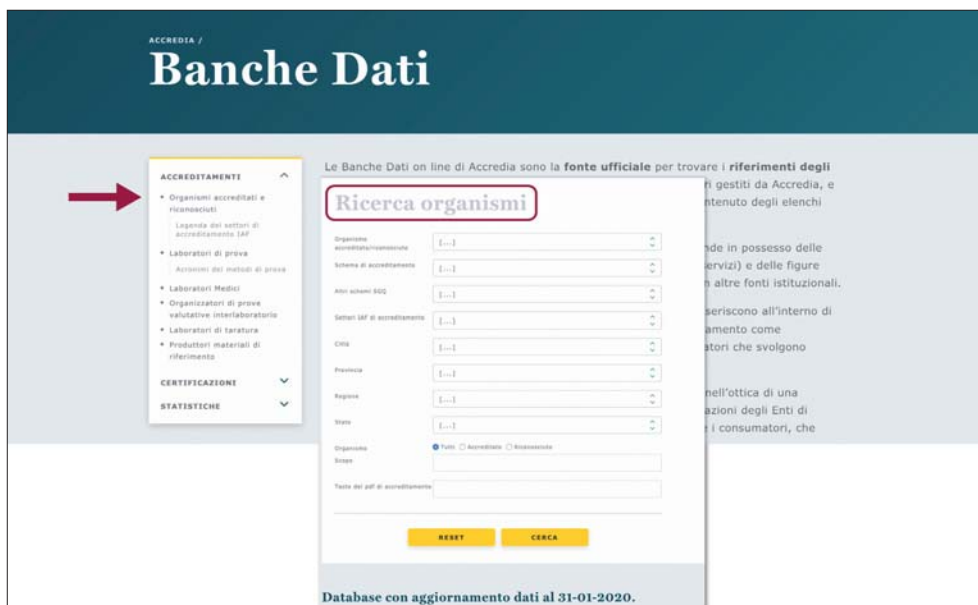 ACCREDIA /
Banche Dati
ACCREDITAMENTI
• Organismi accreditati e
riconosciuti
Legenda dei settori di
accreditamento IAF
• Laboratori di prova
Acronimi dei metodi di prova
• Laboratori Medici
• Organizzatori di prove
valutative interlaboratorio
• Laboratori di taratura
• Produttori materiali di
riferimento
CERTIFICAZIONI
STATISTICHE
Le Banche Dati on line di Accredia sono la fonte ufficiale per trovare i riferimenti degli
ri gestiti da Accredia, e
ntenuto degli elenchi
nde in possesso delle
servizi) e delle figure
n altre fonti istituzionali.
seriscono all'interno di
amento come
atori che svolgono
nell'ottica di una
azioni degli Enti di
e i consumatori, che
Ricerca organismi
Organismo
accreditato/riconosciuto [...]
Schema di accreditamento [...]
Altri schemi SGQ [...]
Settori IAF di accreditamento [...]
Città [...]
Provincia [...]
Regione [...]
Stato [...]
Organismo Tutti Accreditato Riconosciuto
Scopo
Testo del pdf di accreditamento
RESET CERCA
Database con aggiornamento dati al 31-01-2020.